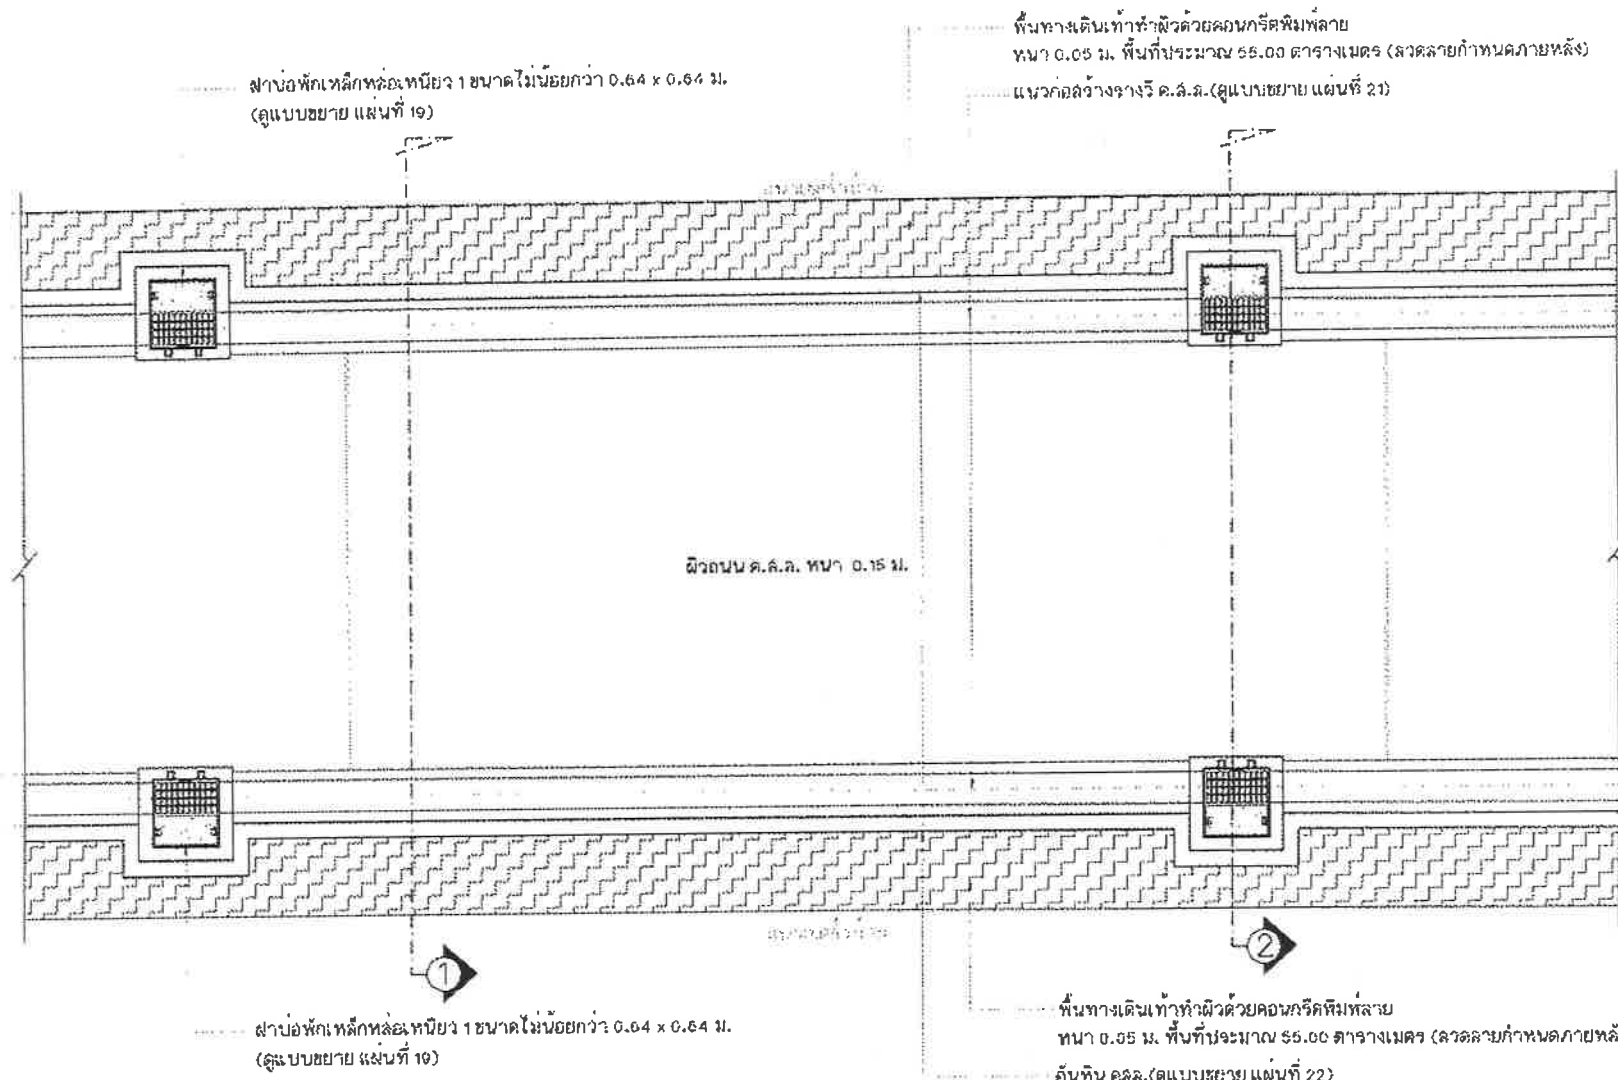 พื้นทางเดินเท้าทำผิวด้วยคอนกรีตพิมพ์ลาย
หนา 0.05 ม. พื้นที่ประมาณ 55.00 ตารางเมตร (ลวดลายกำหนดภายหลัง)
ฝาบ่อพักเหล็กหล่อเหนียว 1 ขนาดไม่น้อยกว่า 0.64 x 0.64 ม.
(ดูแบบขยาย แผ่นที่ 19)
แนวก่อสร้างรางวี ค.ส.ล.(ดูแบบขยาย แผ่นที่ 21)
ผิวถนน ค.ส.ล. หนา 0.15 ม.
1
2
ฝาบ่อพักเหล็กหล่อเหนียว 1 ขนาดไม่น้อยกว่า 0.64 x 0.64 ม.
(ดูแบบขยาย แผ่นที่ 19)
พื้นทางเดินเท้าทำผิวด้วยคอนกรีตพิมพ์ลาย
หนา 0.05 ม. พื้นที่ประมาณ 55.00 ตารางเมตร (ลวดลายกำหนดภายหลั
คันหิน คสล.(ดูแบบขยาย แผ่นที่ 22)